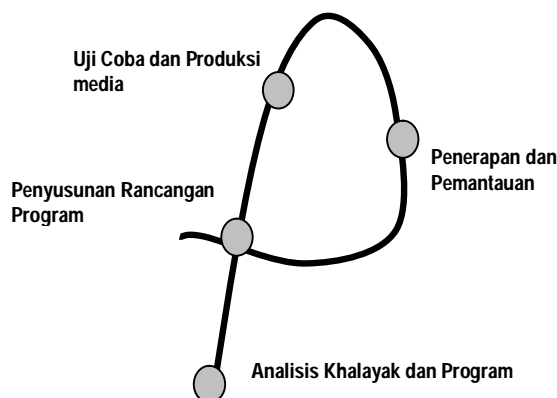 Uji Coba dan Produksi
media
Penerapan dan
Pemantauan
Penyusunan Rancangan
Program
Analisis Khalayak dan Program